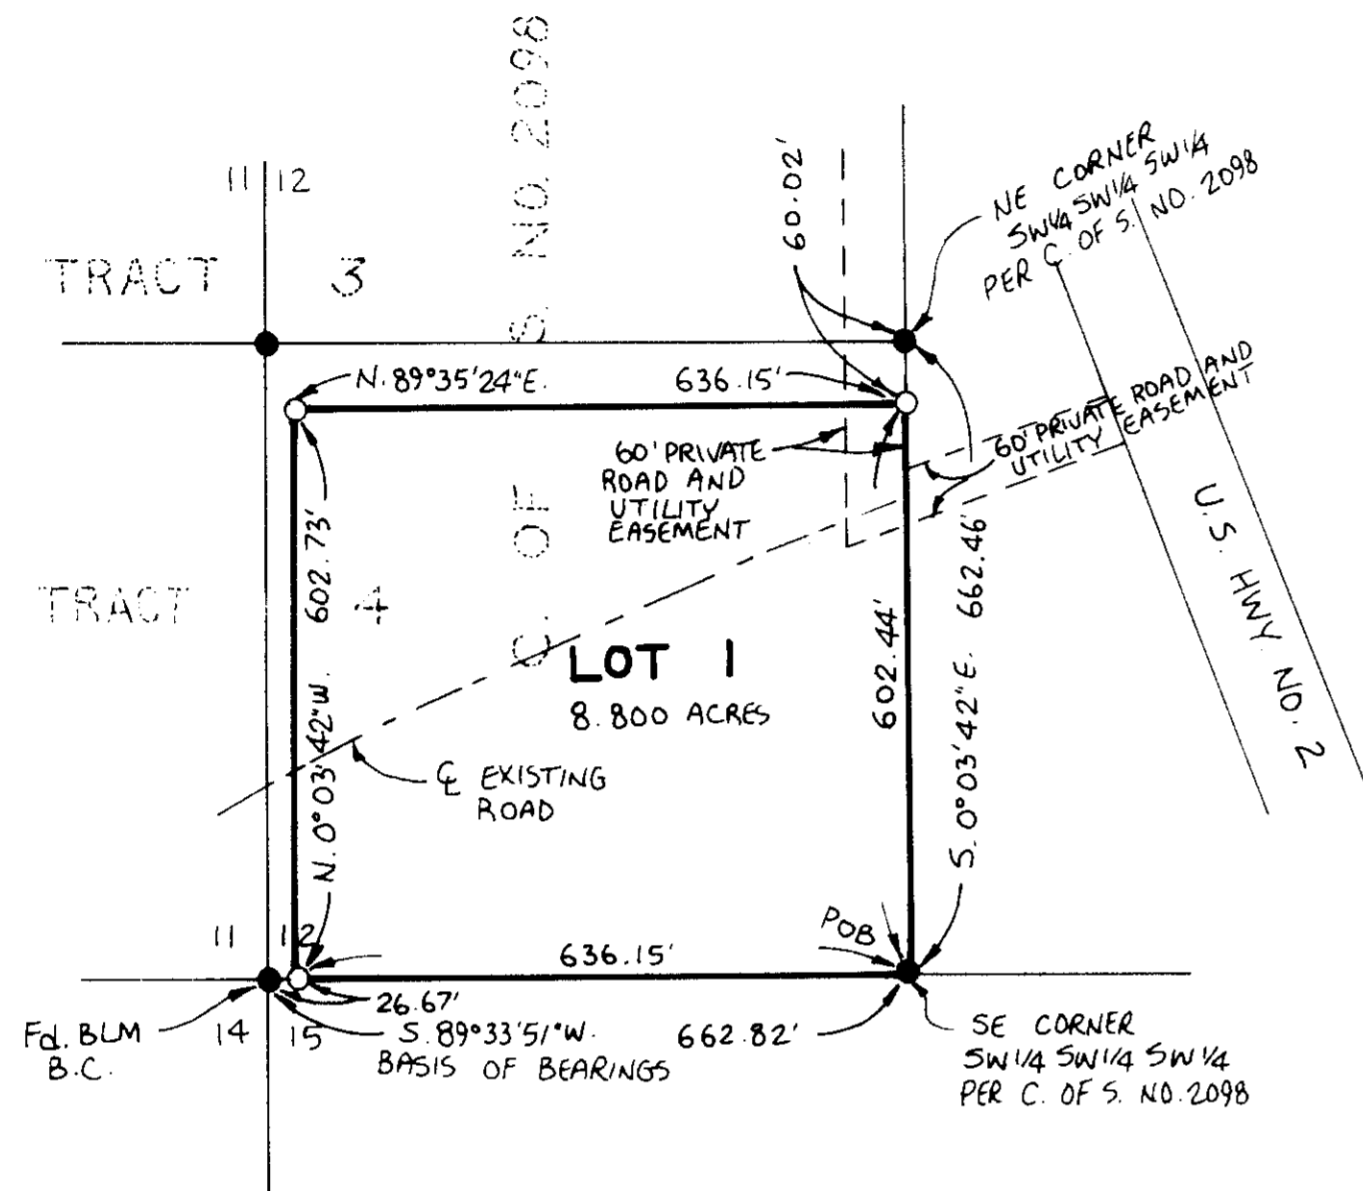 C. OF S. NO. 2098
11 12
TRACT 3
60.02'
NE CORNER
SW1/4 SW1/4 SW1/4
PER C. OF S. NO. 2098
N. 89°35'24"E.
636.15'
60' PRIVATE
ROAD AND
UTILITY
EASEMENT
60' PRIVATE ROAD AND
UTILITY EASEMENT
U.S. HWY. NO. 2
602.73'
N. 0°03'42"W.
TRACT 4
LOT 1
8.800 ACRES
602.44'
S. 0°03'42"E. 662.46'
℄ EXISTING
ROAD
11 12
POB
636.15'
26.67'
Fd. BLM
B.C.
14 15
S. 89°33'51"W.
BASIS OF BEARINGS
662.82'
SE CORNER
SW1/4 SW1/4 SW1/4
PER C. OF S. NO. 2098